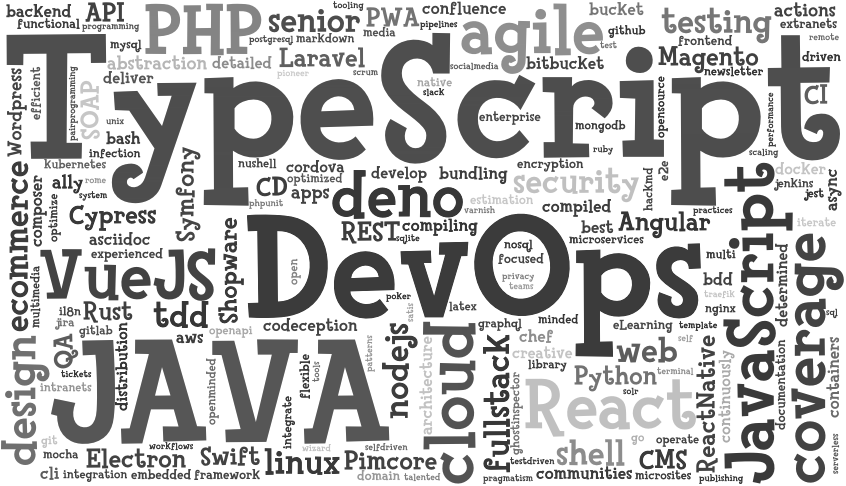 backend
API
functional
programming
PHP
senior
tooling
PWA
confluence
pipelines
bucket
github
testing
actions
extranets
remote
mysql
postgresql
markdown
media
agile
test
frontend
abstraction
detailed
Laravel
socialmedia
bitbucket
Magento
driven
deliver
pioneer
scrum
native
slack
newsletter
CI
TypeScript
Wordpress
efficient
pairprogramming
SOAP
unix
bash
infection
enterprise
mongodb
ruby
opensource
performance
scaling
kubernetes
nushell
cordova
optimized
develop
bundling
encryption
e2e
hackmd
docker
ecommerce
composer
ally
rome
system
optimize
Symfony
CD
phpunit
apps
deno
estimation
varnish
security
compiled
practices
jenkins
jest
async
Cypress
asciidoc
experienced
Shopware
REST
sqlite
compiling
nosql
focused
best
microservices
Angular
iterate
DevOps
VueJS
multimedia
open
privacy
teams
multi
bdd
traefik
nginx
JavaScript
determined
coverage
sql
il8n
jira
Rust
gitlab
tdd
poker
satis
latex
codeception
openapi
aws
graphql
minded
eLearning
template
self
design
QA
tickets
intranets
distribution
JAVA
openminded
flexible
tools
patterns
nodejs
architecture
cloud
Fullstack
chef
creative
library
web
Python
terminal
solr
ReactNative
continuously
documentation
containers
React
ghostinspector
integrate
git
mocha
workflows
wizard
selfdriven
shell
go
operate
serverless
cli
integration
Electron
embedded
Swift
framework
linux
Pimcore
domain
talented
testdriven
pragmatism
communities
CMS
microsites
publishing